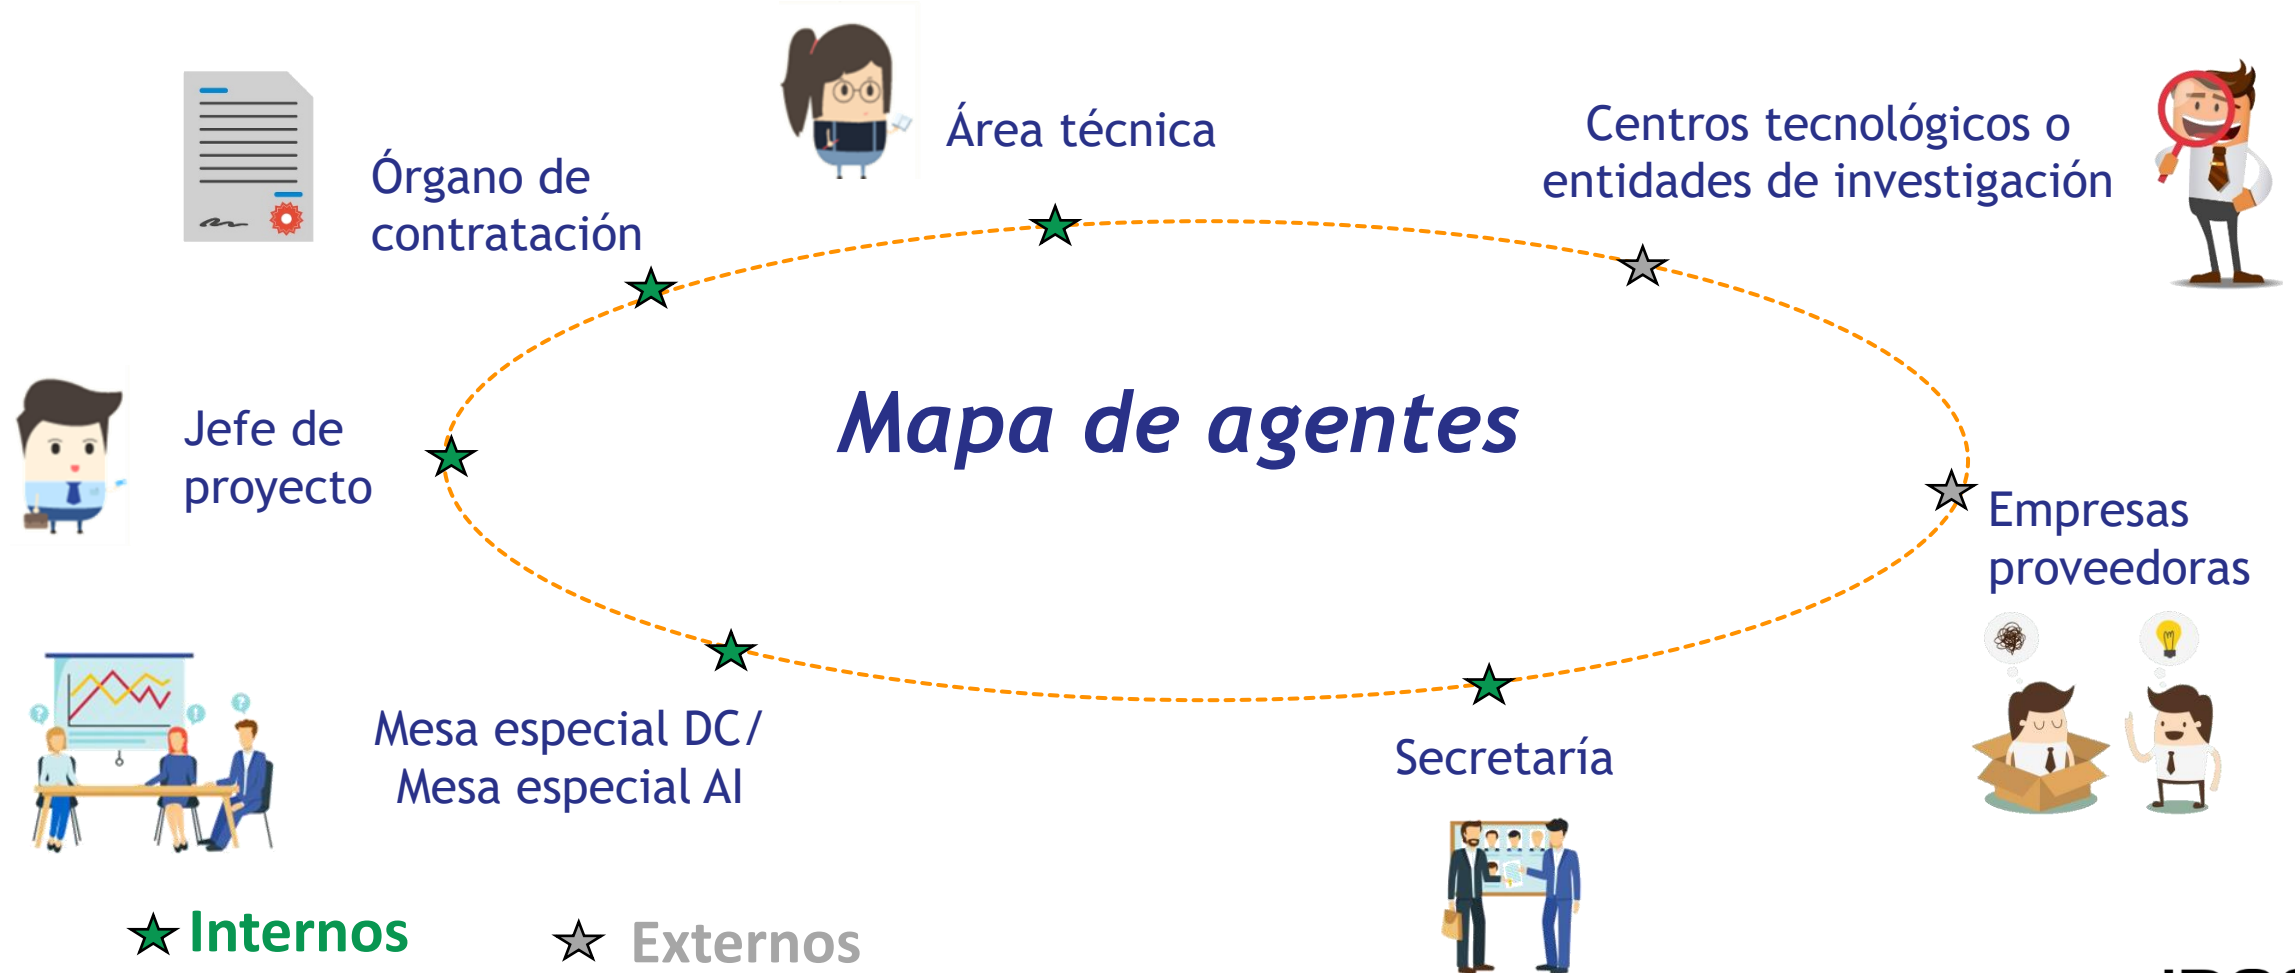 Área técnica
Centros tecnológicos o
entidades de investigación
Órgano de
contratación
Mapa de agentes
Jefe de
proyecto
Empresas
proveedoras
Mesa especial DC/
Mesa especial AI
Secretaría
Internos
Externos